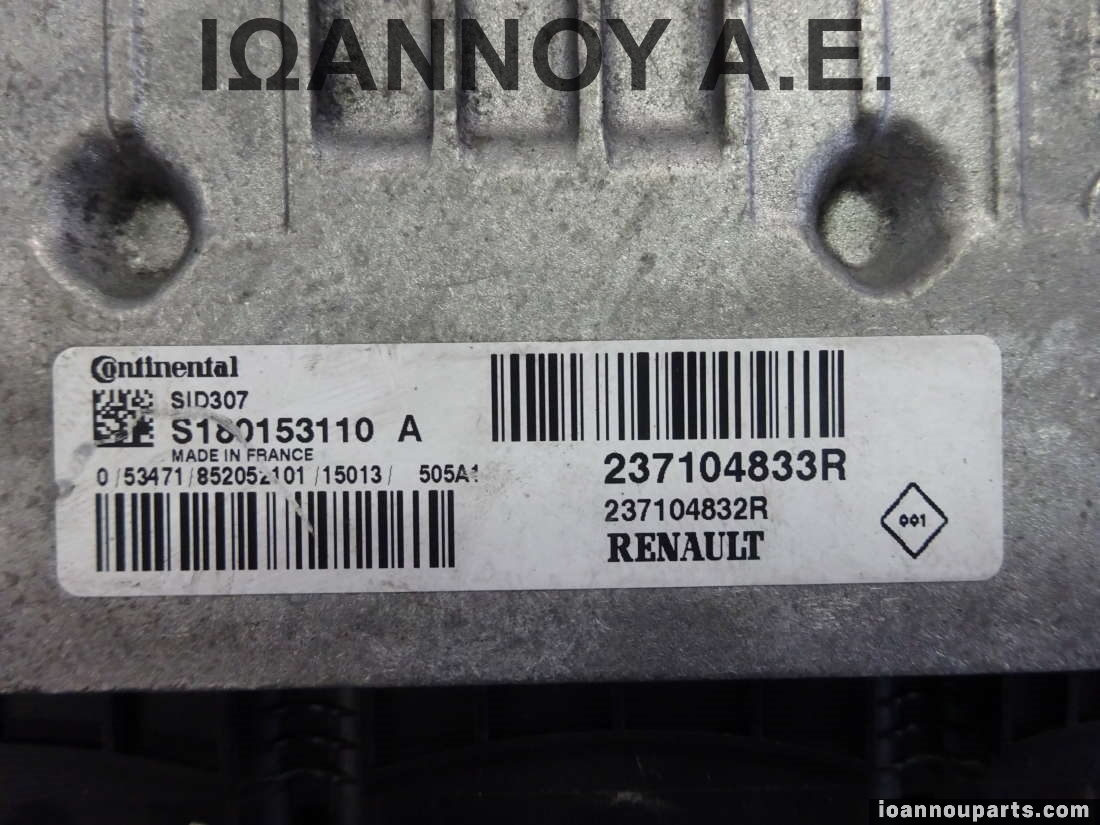 ΙΩΑΝΝΟΥ Α.Ε.
Continental
SID307
S180153110 A
MADE IN FRANCE
0/53471/852052101/15013/ 505A1
237104833R
237104832R
RENAULT
001
ioannouparts.com